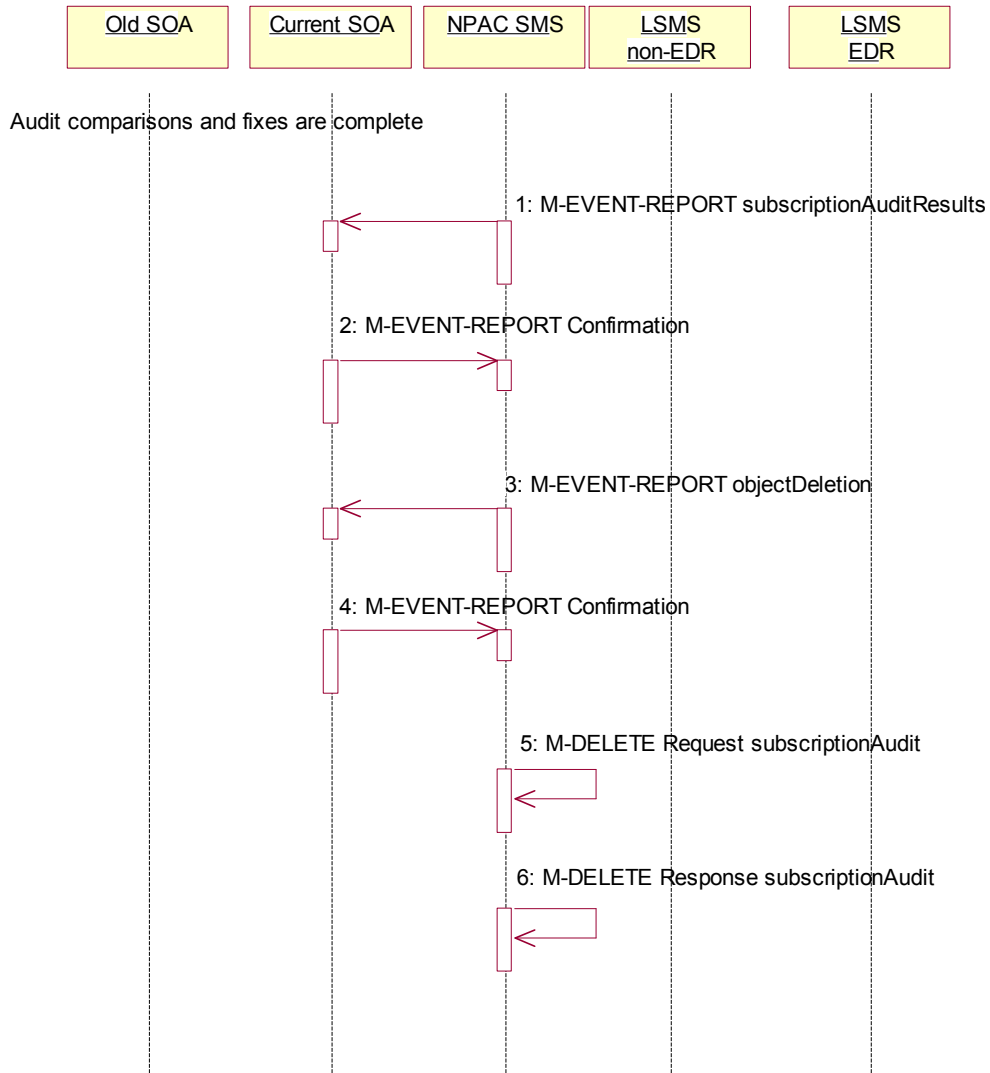 Old SOA
Current SOA
NPAC SMS
LSMS
non-EDR
LSMS
EDR
Audit comparisons and fixes are complete
1: M-EVENT-REPORT subscriptionAuditResults
2: M-EVENT-REPORT Confirmation
3: M-EVENT-REPORT objectDeletion
4: M-EVENT-REPORT Confirmation
5: M-DELETE Request subscriptionAudit
6: M-DELETE Response subscriptionAudit